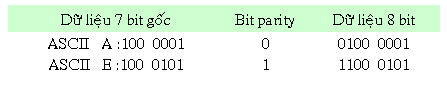 Dữ liệu 7 bit gốc Bit parity Dữ liệu 8 bit
ASCII A :100 0001 0 0100 0001
ASCII E :100 0101 1 1100 0101